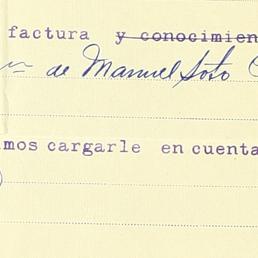 factura y conocimien
de Manuel Soto
mos cargarle en cuenta